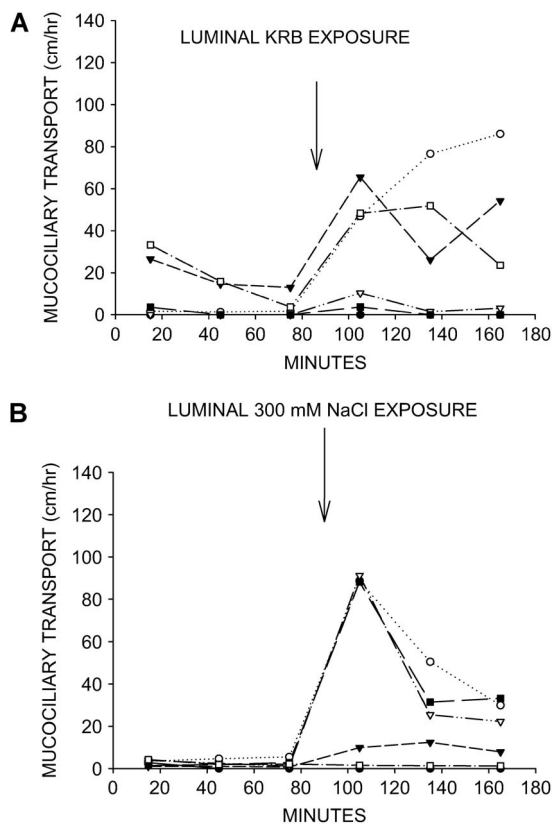 A
LUMINAL KRB EXPOSURE
MUCOCILIARY TRANSPORT (cm/hr)
140
120
100
80
60
40
20
0
0 20 40 60 80 100 120 140 160 180
MINUTES
B
LUMINAL 300 mM NaCl EXPOSURE
MUCOCILIARY TRANSPORT (cm/hr)
140
120
100
80
60
40
20
0
0 20 40 60 80 100 120 140 160 180
MINUTES